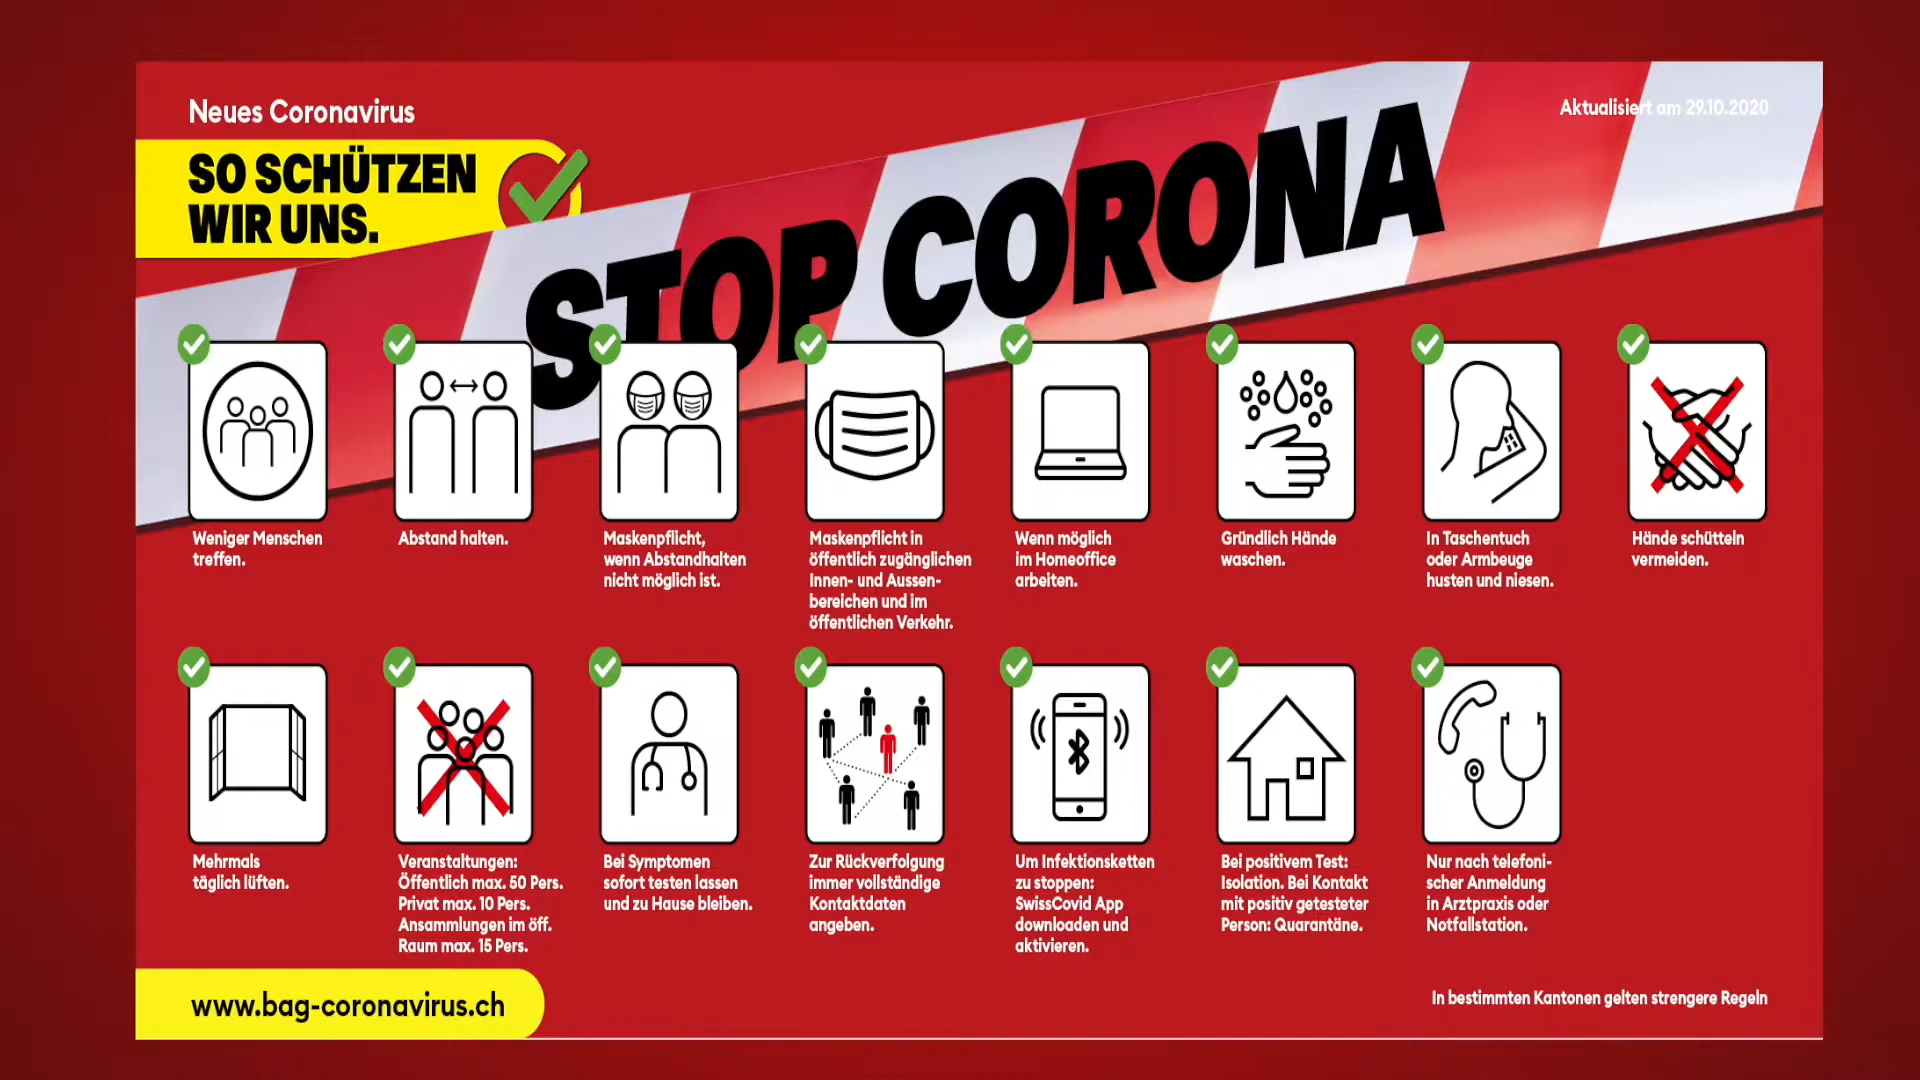 Neues Coronavirus
Aktualisiert am 29.10.2020
SO SCHÜTZEN
WIR UNS.
STOP CORONA
Weniger Menschen
treffen.
Abstand halten.
Maskenpflicht,
wenn Abstandhalten
nicht möglich ist.
Maskenpflicht in
öffentlich zugänglichen
Innen- und Aussen-
bereichen und im
öffentlichen Verkehr.
Wenn möglich
im Homeoffice
arbeiten.
Gründlich Hände
waschen.
In Taschentuch
oder Armbeuge
husten und niesen.
Hände schütteln
vermeiden.
Mehrmals
täglich lüften.
Veranstaltungen:
Öffentlich max. 50 Pers.
Privat max. 10 Pers.
Ansammlungen im öff.
Raum max. 15 Pers.
Bei Symptomen
sofort testen lassen
und zu Hause bleiben.
Zur Rückverfolgung
immer vollständige
Kontaktdaten
angeben.
Um Infektionsketten
zu stoppen:
SwissCovid App
downloaden und
aktivieren.
Bei positivem Test:
Isolation. Bei Kontakt
mit positiv getesteter
Person: Quarantäne.
Nur nach telefoni-
scher Anmeldung
in Arztpraxis oder
Notfallstation.
www.bag-coronavirus.ch
In bestimmten Kantonen gelten strengere Regeln